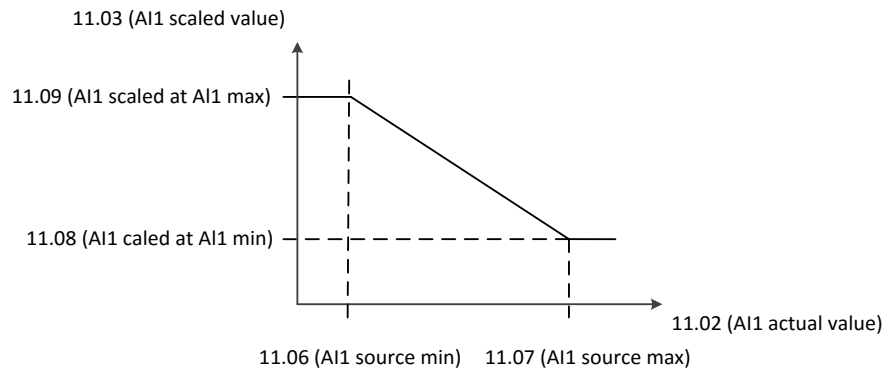 11.03 (AI1 scaled value)
11.09 (AI1 scaled at AI1 max)
11.08 (AI1 caled at AI1 min)
11.02 (AI1 actual value)
11.06 (AI1 source min)
11.07 (AI1 source max)